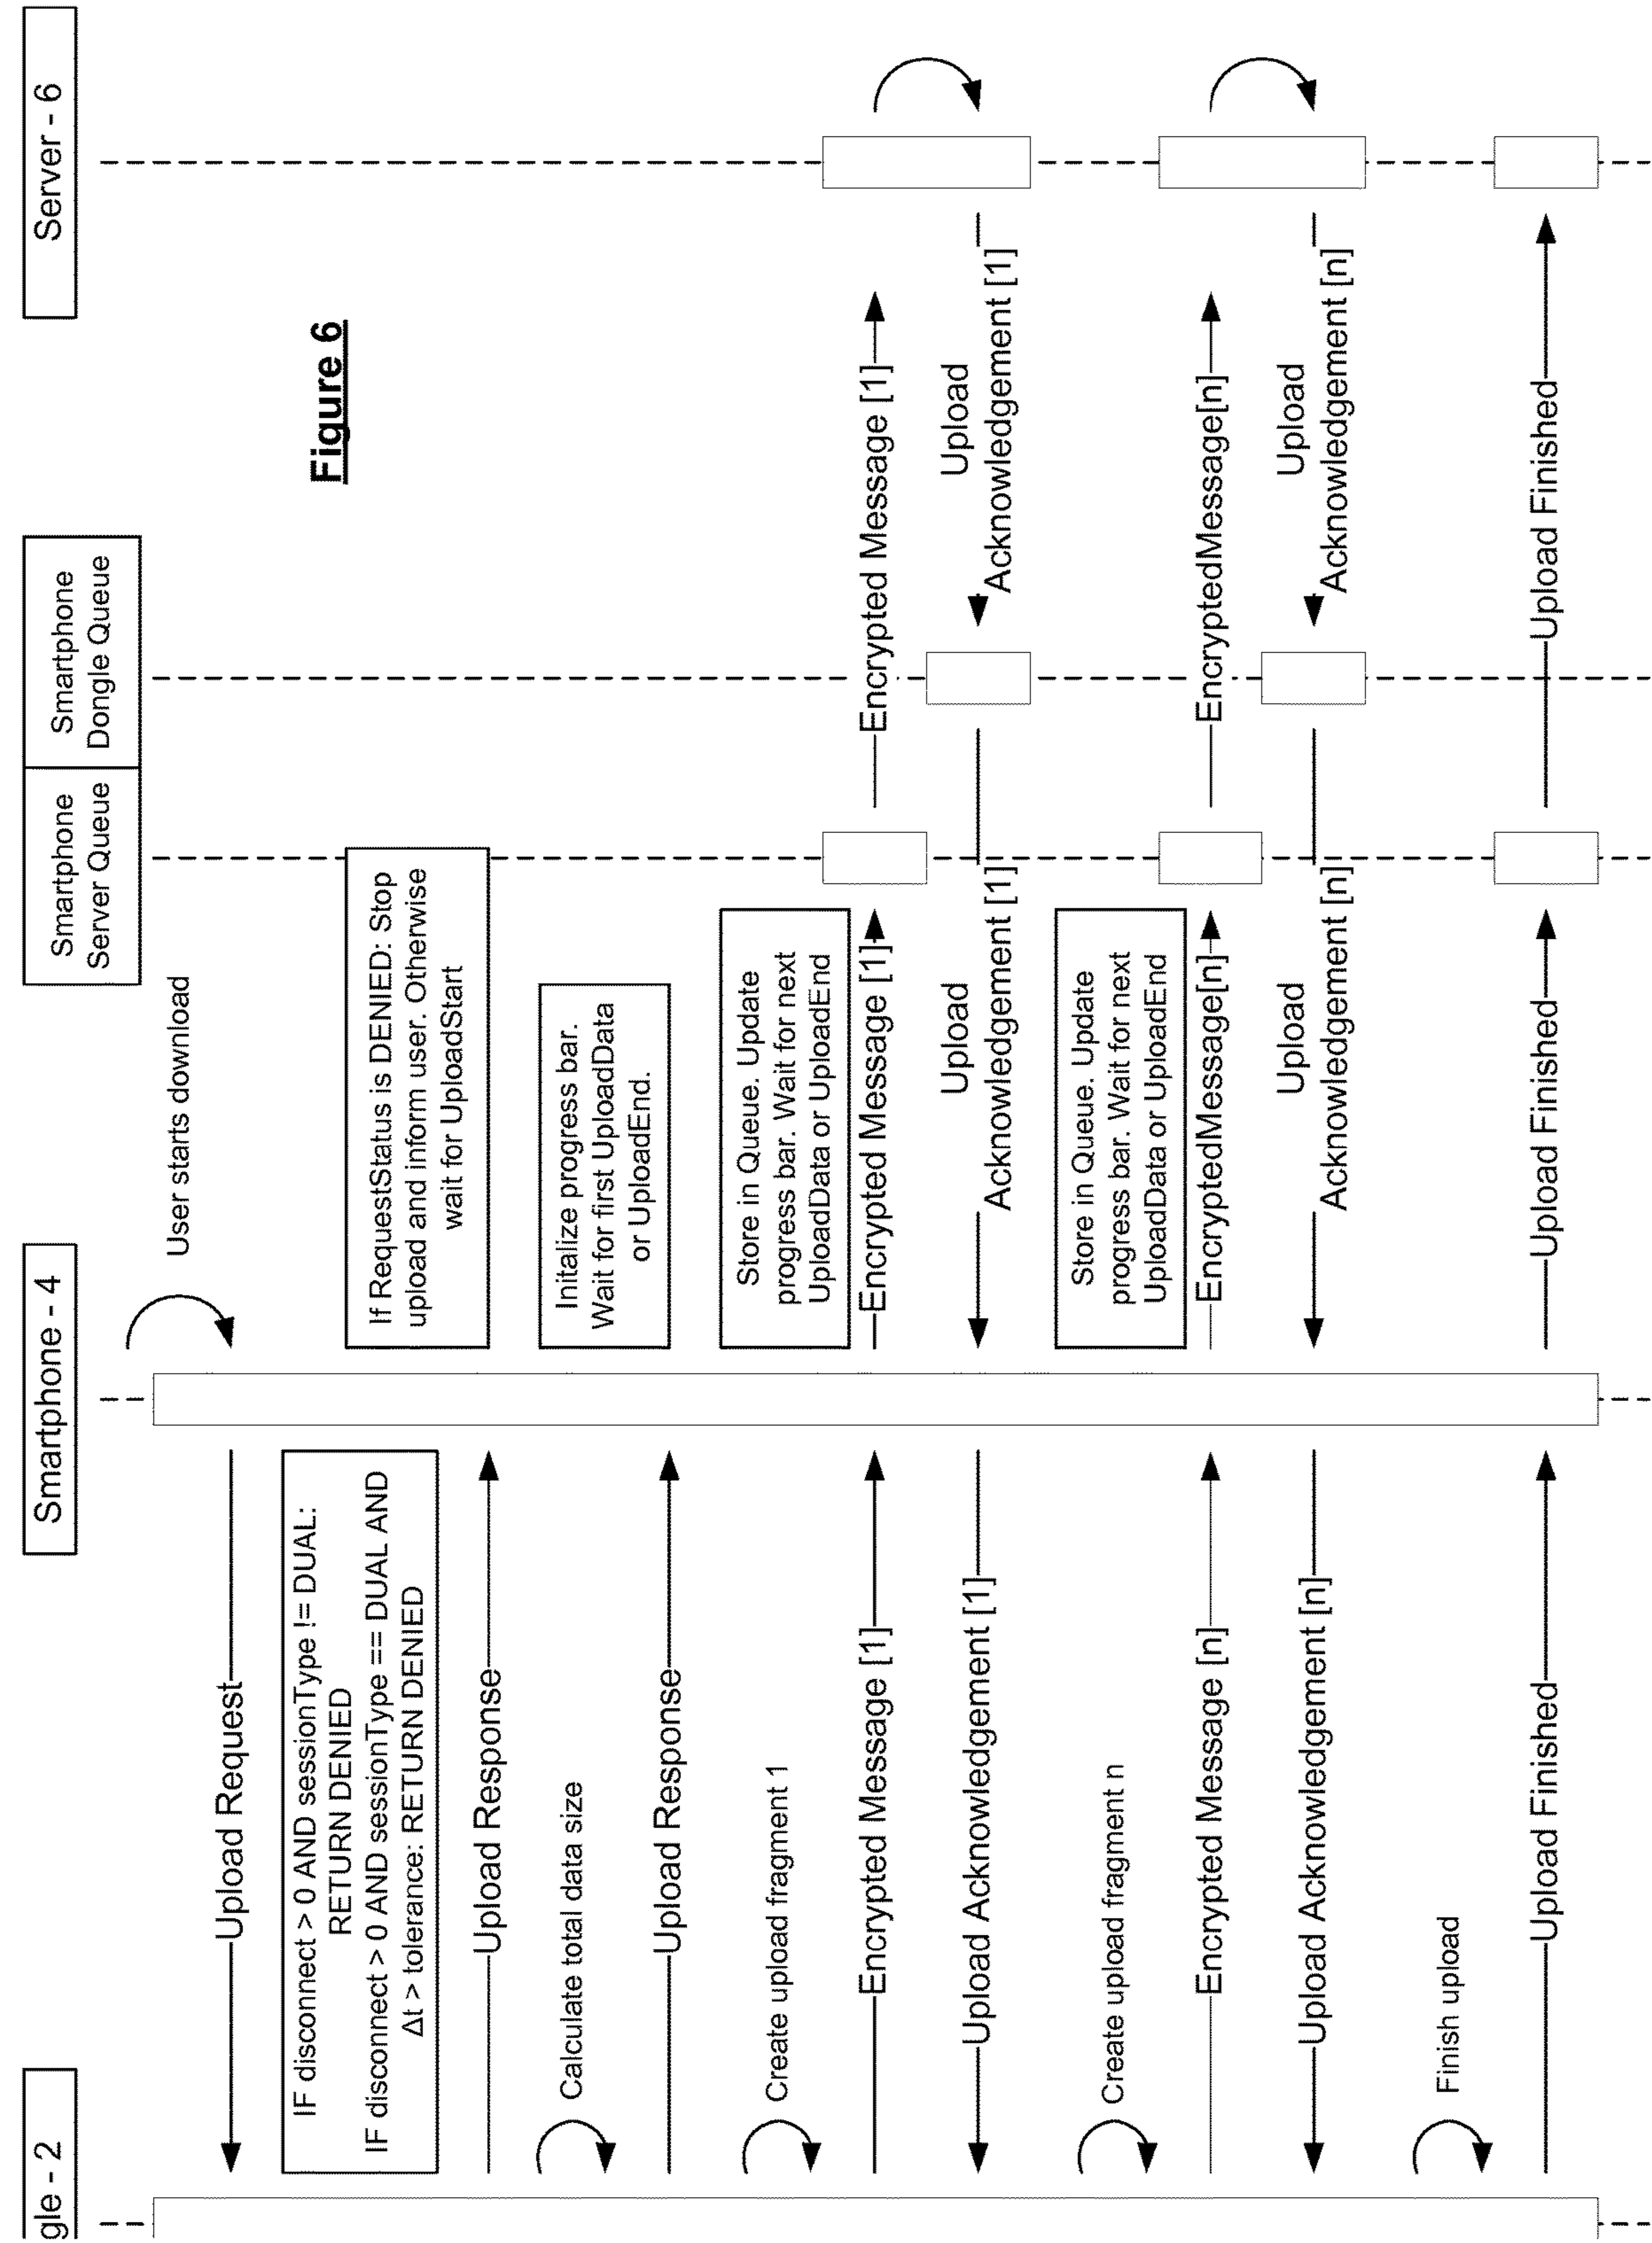 gle - 2
Smartphone - 4
Smartphone
Server Queue
Smartphone
Dongle Queue
Server - 6
User starts download
Upload Request
Figure 6
IF disconnect > 0 AND sessionType != DUAL:
RETURN DENIED
IF disconnect > 0 AND sessionType == DUAL AND
Δt > tolerance: RETURN DENIED
If RequestStatus is DENIED: Stop
upload and inform user. Otherwise
wait for UploadStart
Upload Response
Calculate total data size
Initalize progress bar.
Wait for first UploadData
or UploadEnd.
Upload Response
Create upload fragment 1
Store in Queue. Update
progress bar. Wait for next
UploadData or UploadEnd
Encrypted Message [1]
Encrypted Message [1]
Encrypted Message [1]
Upload Acknowledgement [1]
Upload
Acknowledgement [1]
Upload
Acknowledgement [1]
Create upload fragment n
Store in Queue. Update
progress bar. Wait for next
UploadData or UploadEnd
Encrypted Message [n]
EncryptedMessage[n]
EncryptedMessage[n]
Upload Acknowledgement [n]
Upload
Acknowledgement [n]
Upload
Acknowledgement [n]
Finish upload
Upload Finished
Upload Finished
Upload Finished